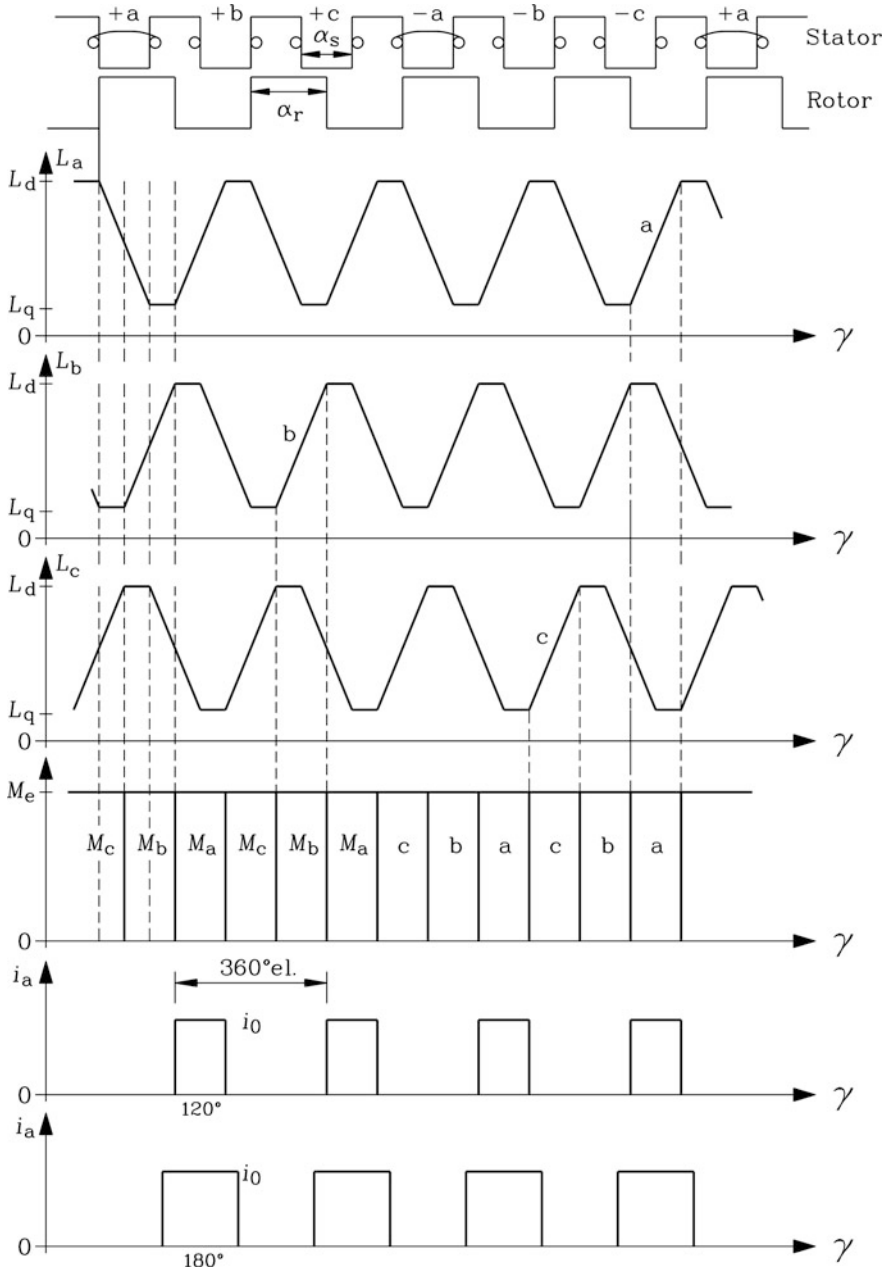 +a +b +c −a −b −c +a
αs
Stator
αr
Rotor
La
Ld
a
Lq
0
γ
Lb
Ld
b
Lq
0
γ
Lc
Ld
c
Lq
0
γ
Me
Mc Mb Ma Mc Mb Ma c b a c b a
0
γ
ia
360°el.
i0
0
120°
γ
ia
i0
0
180°
γ